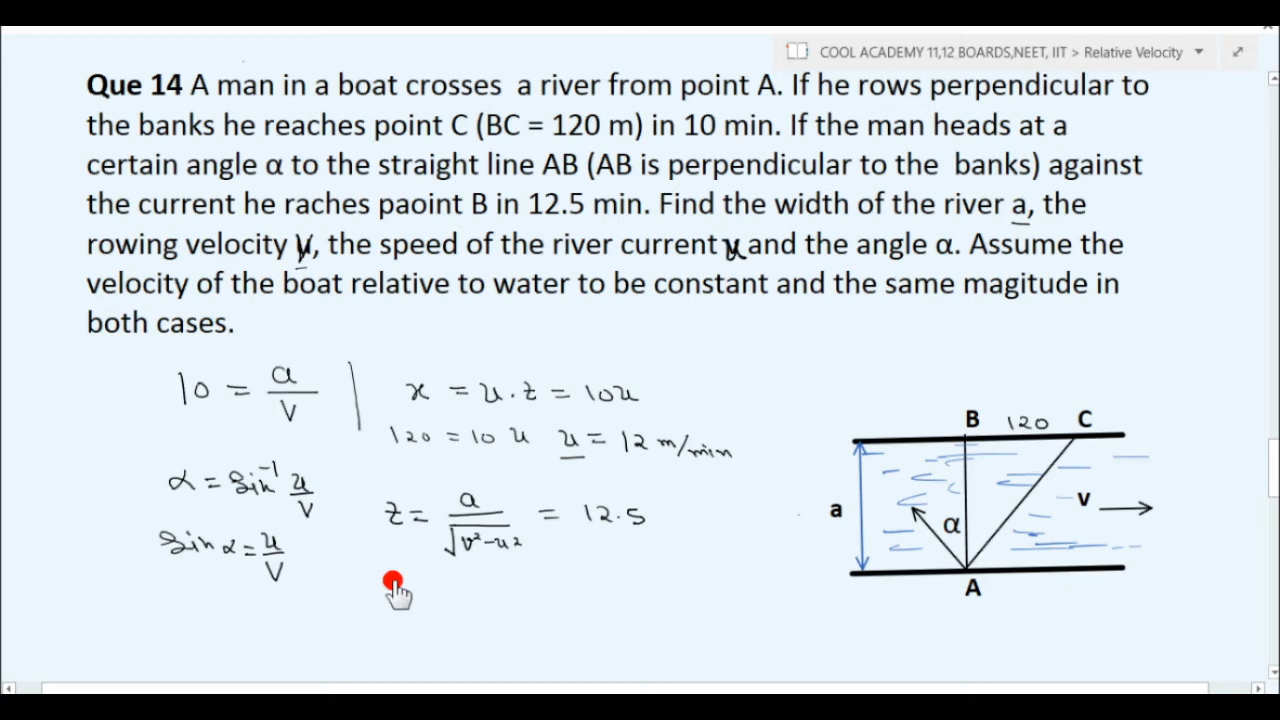 COOL ACADEMY 11,12 BOARDS,NEET, IIT > Relative Velocity
Que 14 A man in a boat crosses a river from point A. If he rows perpendicular to
the banks he reaches point C (BC = 120 m) in 10 min. If the man heads at a
certain angle α to the straight line AB (AB is perpendicular to the banks) against
the current he raches paoint B in 12.5 min. Find the width of the river a, the
rowing velocity v, the speed of the river current u and the angle α. Assume the
velocity of the boat relative to water to be constant and the same magitude in
both cases.
10 = a/v
x = u.t = 10u
120 = 10 u u = 12 m/min
α = Sin⁻¹ u/v
t = a/√v²-u² = 12.5
Sin α = u/v
B 120 C
a
α
v
A